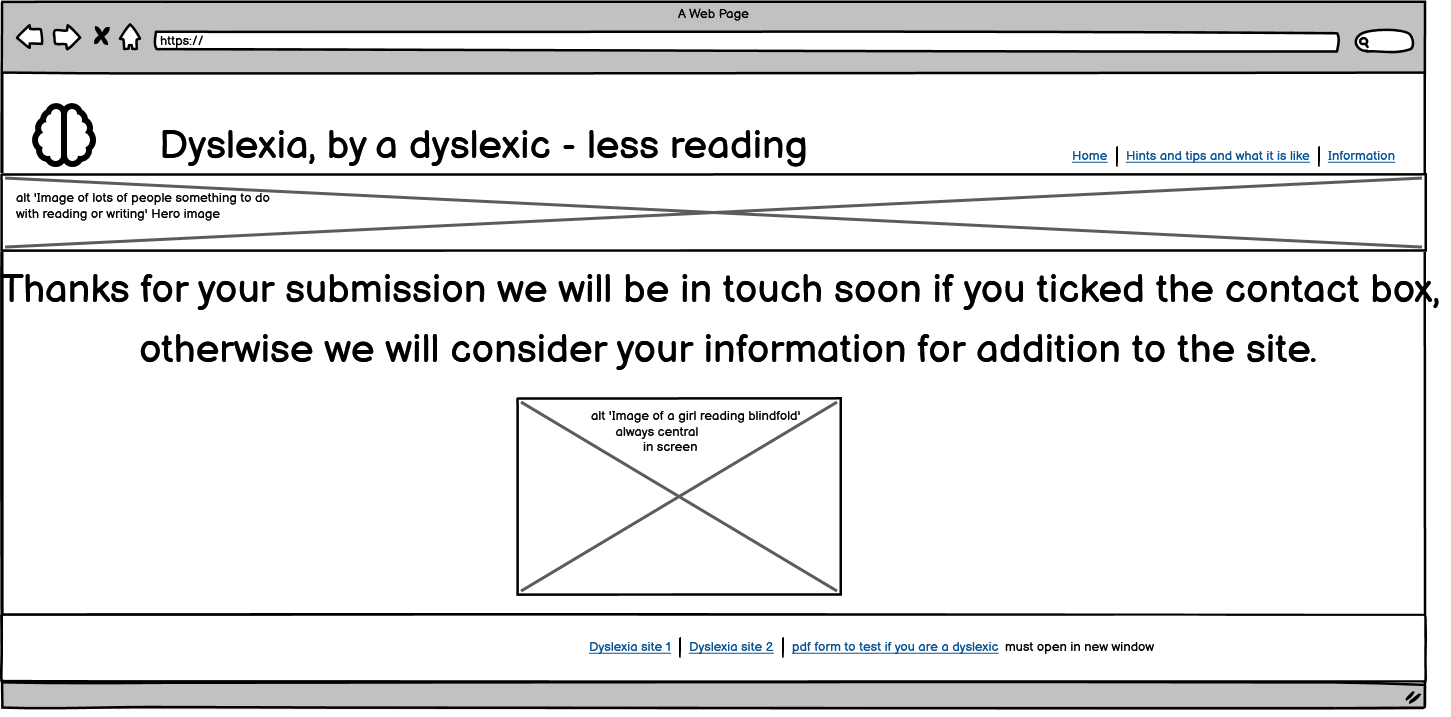 A Web Page
https://
Dyslexia, by a dyslexic - less reading
Home | Hints and tips and what it is like | Information
alt 'Image of lots of people something to do
with reading or writing' Hero image
Thanks for your submission we will be in touch soon if you ticked the contact box,
otherwise we will consider your information for addition to the site.
alt 'Image of a girl reading blindfold'
always central
in screen
Dyslexia site 1 | Dyslexia site 2 | pdf form to test if you are a dyslexic must open in new window